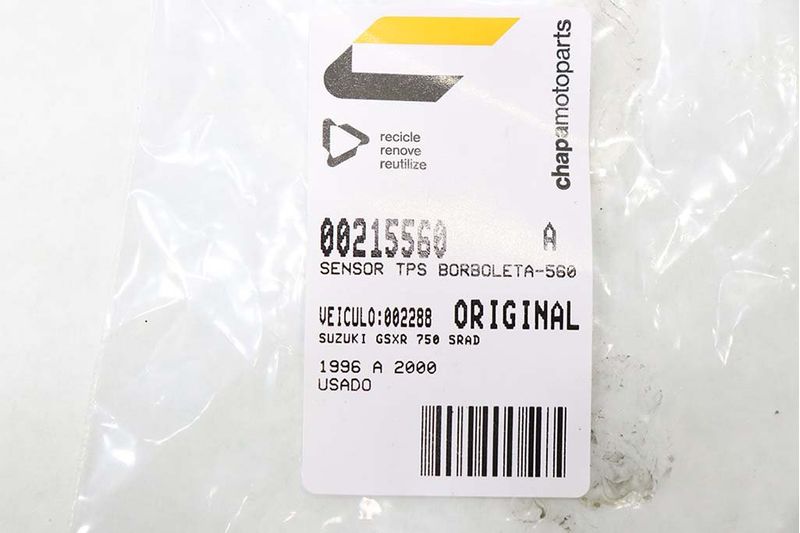 chapamotoparts
recicle
renove
reutilize
00215560 A
SENSOR TPS BORBOLETA-560
VEICULO:002288 ORIGINAL
SUZUKI GSXR 750 SRAD
1996 A 2000
USADO